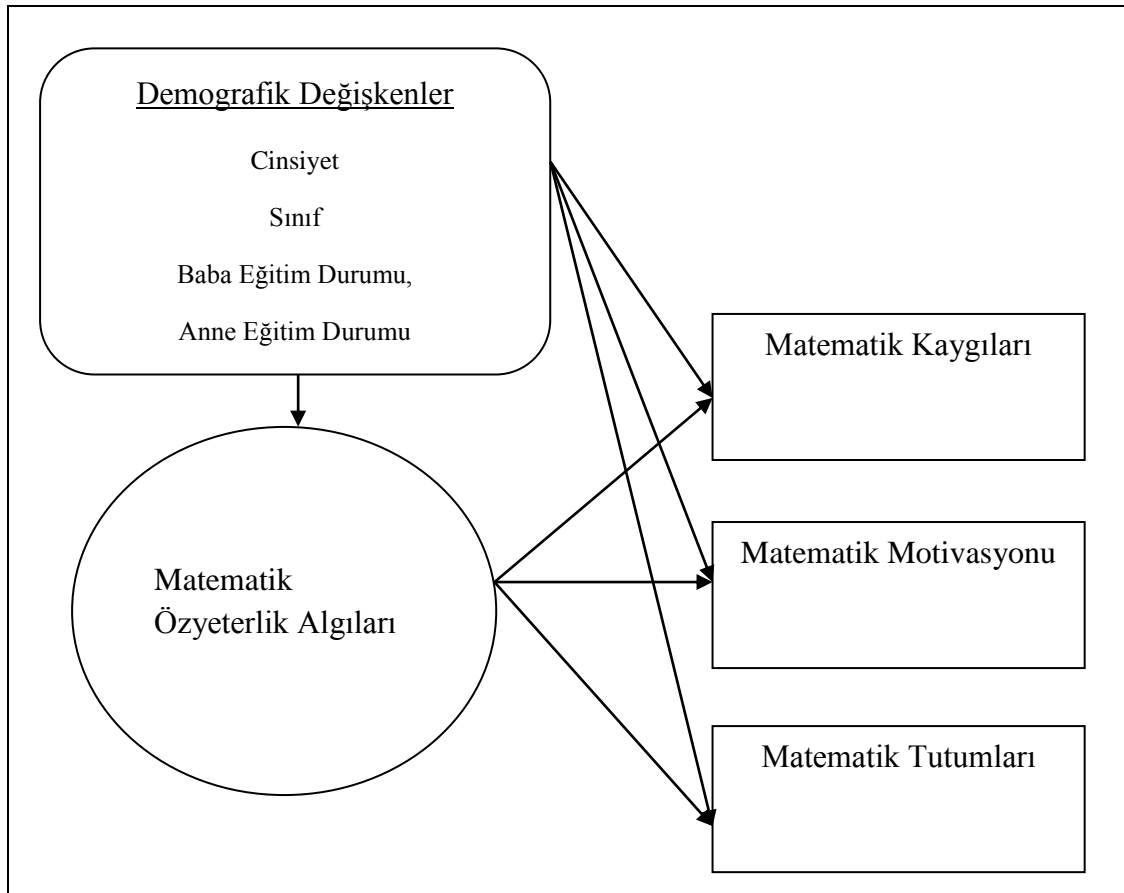 Demografik Değişkenler
Cinsiyet
Sınıf
Baba Eğitim Durumu,
Anne Eğitim Durumu
Matematik
Özyeterlik Algıları
Matematik Kaygıları
Matematik Motivasyonu
Matematik Tutumları